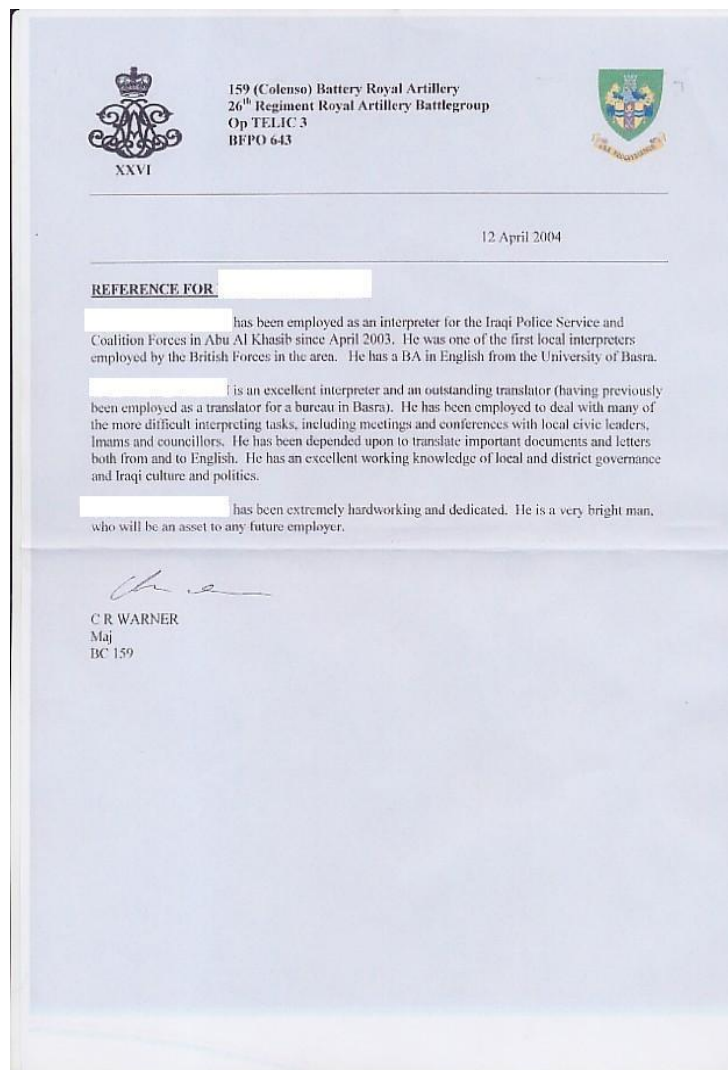 159 (Colenso) Battery Royal Artillery
26th Regiment Royal Artillery Battlegroup
Op TELIC 3
BFPO 643
XXVI
12 April 2004
REFERENCE FOR
has been employed as an interpreter for the Iraqi Police Service and
Coalition Forces in Abu Al Khasib since April 2003. He was one of the first local interpreters
employed by the British Forces in the area. He has a BA in English from the University of Basra.
is an excellent interpreter and an outstanding translator (having previously
been employed as a translator for a bureau in Basra). He has been employed to deal with many of
the more difficult interpreting tasks, including meetings and conferences with local civic leaders,
Imams and councillors. He has been depended upon to translate important documents and letters
both from and to English. He has an excellent working knowledge of local and district governance
and Iraqi culture and politics.
has been extremely hardworking and dedicated. He is a very bright man,
who will be an asset to any future employer.
C R WARNER
Maj
BC 159